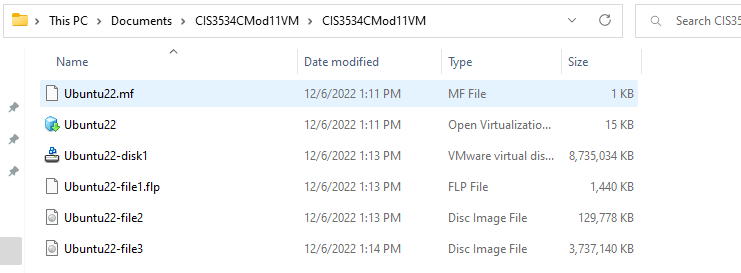 This PC > Documents > CIS3534CMod11VM > CIS3534CMod11VM
Search CIS3
Name Date modified Type Size
Ubuntu22.mf 12/6/2022 1:11 PM MF File 1 KB
Ubuntu22 12/6/2022 1:11 PM Open Virtualizatio... 15 KB
Ubuntu22-disk1 12/6/2022 1:13 PM VMware virtual dis... 8,735,034 KB
Ubuntu22-file1.flp 12/6/2022 1:13 PM FLP File 1,440 KB
Ubuntu22-file2 12/6/2022 1:13 PM Disc Image File 129,778 KB
Ubuntu22-file3 12/6/2022 1:14 PM Disc Image File 3,737,140 KB